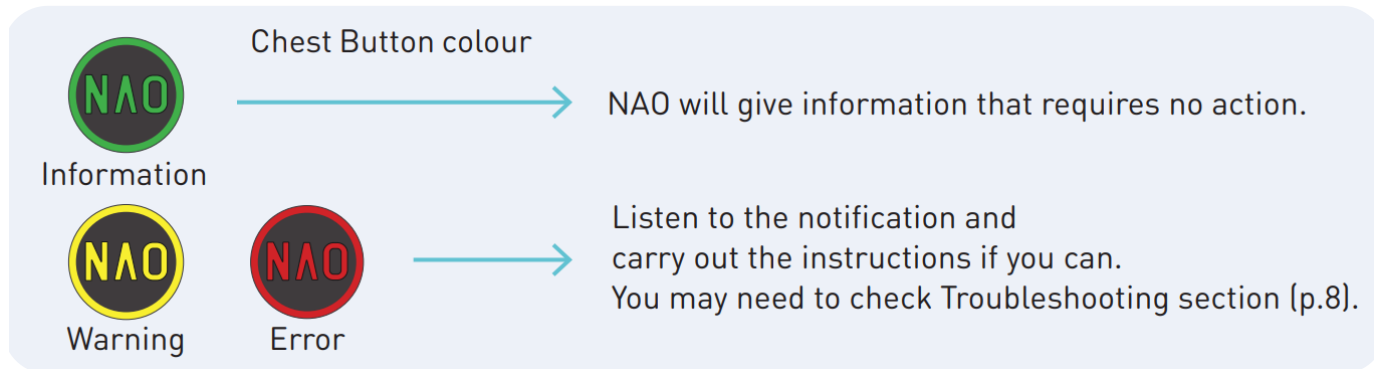 Chest Button colour
NAO
NAO will give information that requires no action.
Information
NAO
NAO
Listen to the notification and
carry out the instructions if you can.
You may need to check Troubleshooting section (p.8).
Warning
Error